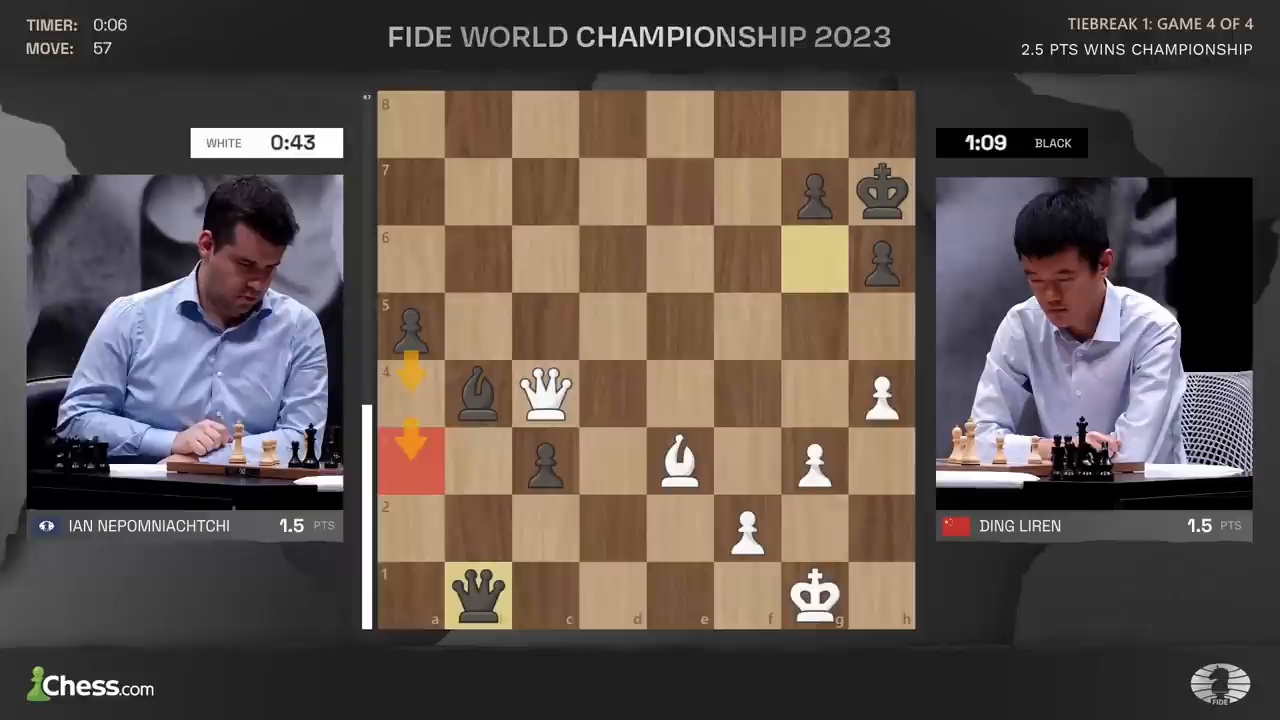 TIMER: 0:06
MOVE: 57
FIDE WORLD CHAMPIONSHIP 2023
TIEBREAK 1: GAME 4 OF 4
2.5 PTS WINS CHAMPIONSHIP
WHITE 0:43
1:09 BLACK
8
7
6
5
4
2
1
a
c
d
e
f
g
h
IAN NEPOMNIACHTCHI 1.5 PTS
DING LIREN 1.5 PTS
Chess.com
FIDE